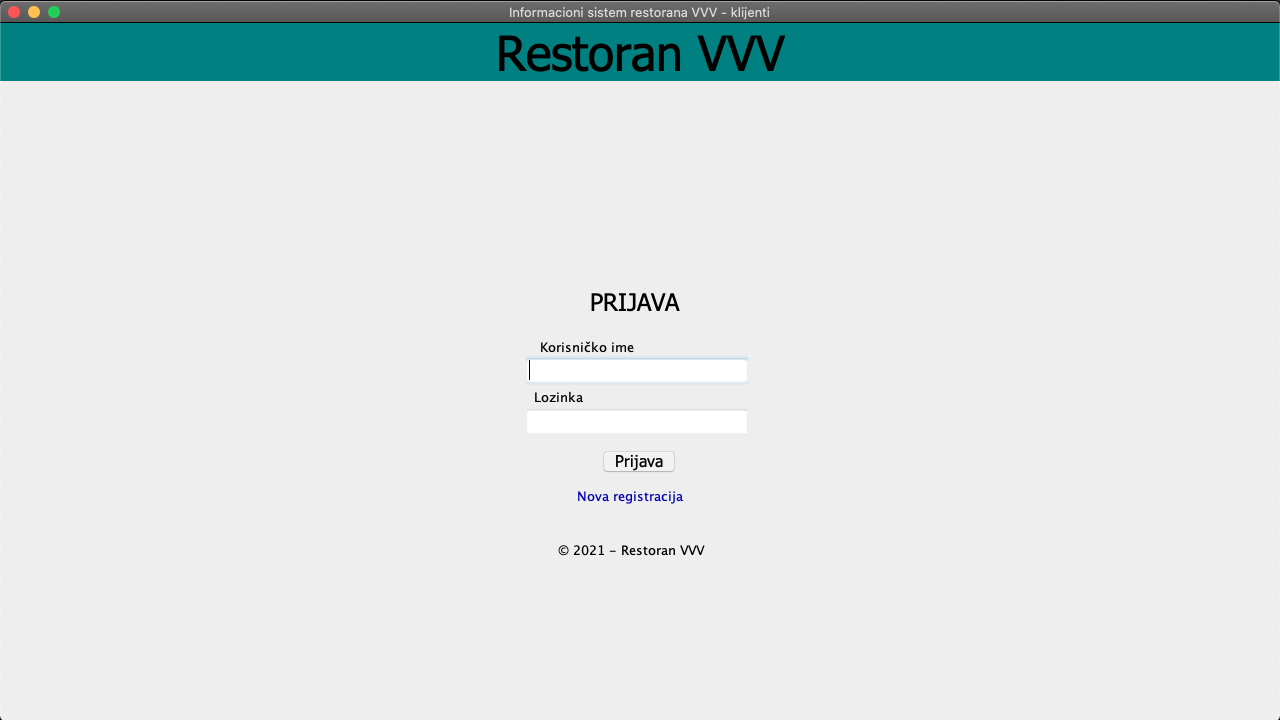 Informacioni sistem restorana VVV - klijenti
Restoran VVV
PRIJAVA
Korisničko ime
Lozinka
Prijava
Nova registracija
© 2021 - Restoran VVV